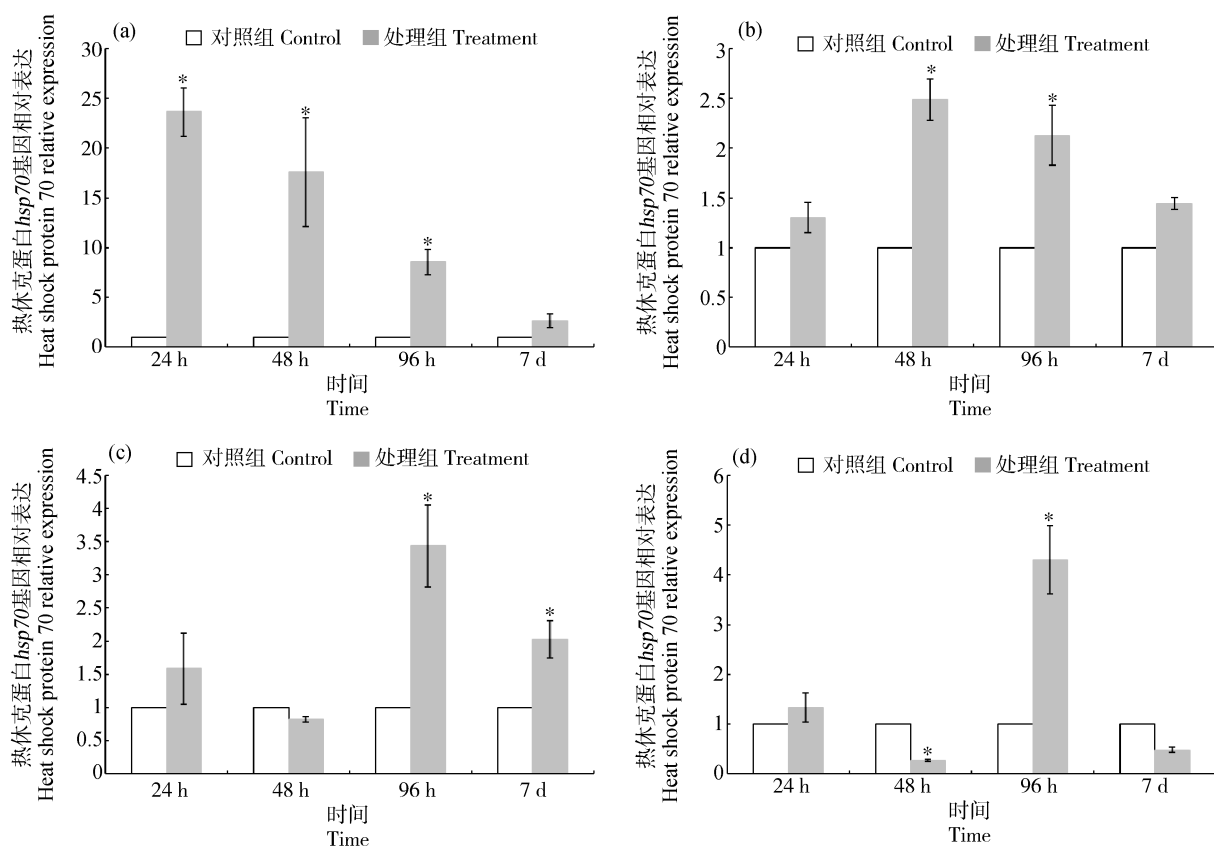 (a)
对照组 Control
处理组 Treatment
热休克蛋白hsp70基因相对表达
Heat shock protein 70 relative expression
30
25
20
15
10
5
0
*
*
*
24 h
48 h
96 h
7 d
时间
Time
(b)
对照组 Control
处理组 Treatment
热休克蛋白hsp70基因相对表达
Heat shock protein 70 relative expression
3
2.5
2
1.5
1
0.5
0
*
*
24 h
48 h
96 h
7 d
时间
Time
(c)
对照组 Control
处理组 Treatment
热休克蛋白hsp70基因相对表达
Heat shock protein 70 relative expression
4.5
4
3.5
3
2.5
2
1.5
1
0.5
0
*
*
24 h
48 h
96 h
7 d
时间
Time
(d)
对照组 Control
处理组 Treatment
热休克蛋白hsp70基因相对表达
Heat shock protein 70 relative expression
6
5
4
3
2
1
0
*
*
24 h
48 h
96 h
7 d
时间
Time